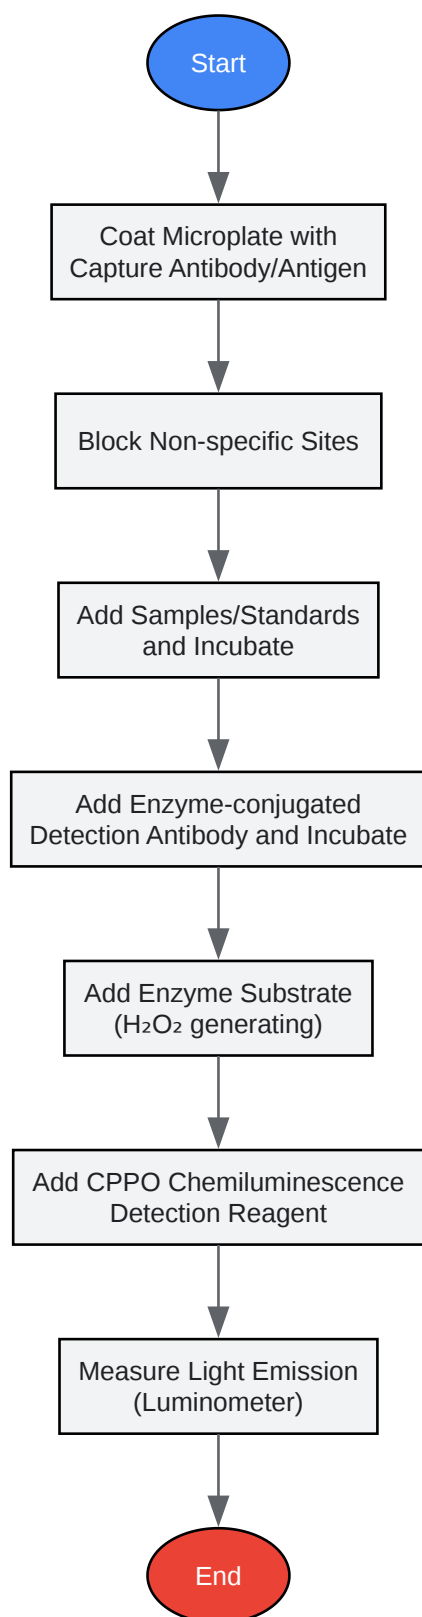 Start
Coat Microplate with
Capture Antibody/Antigen
Block Non-specific Sites
Add Samples/Standards
and Incubate
Add Enzyme-conjugated
Detection Antibody and Incubate
Add Enzyme Substrate
(H₂O₂ generating)
Add CPPO Chemiluminescence
Detection Reagent
Measure Light Emission
(Luminometer)
End